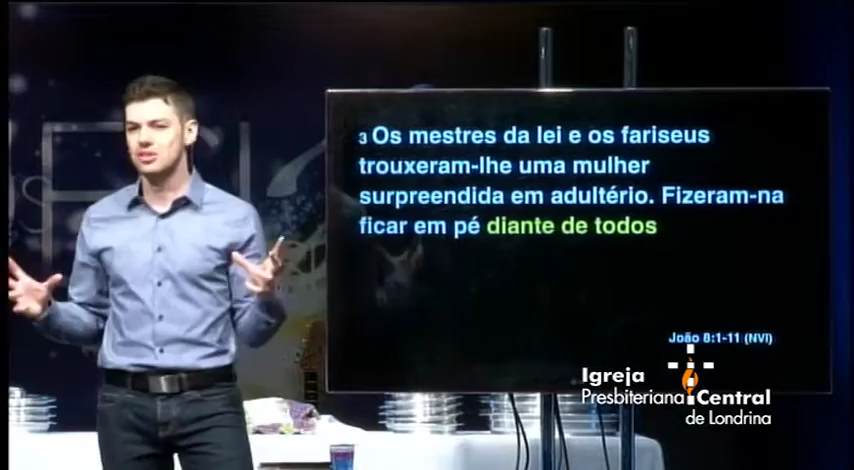 3 Os mestres da lei e os fariseus
trouxeram-lhe uma mulher
surpreendida em adultério. Fizeram-na
ficar em pé diante de todos
João 8:1-11 (NVI)
Igreja
Presbiteriana Central
de Londrina